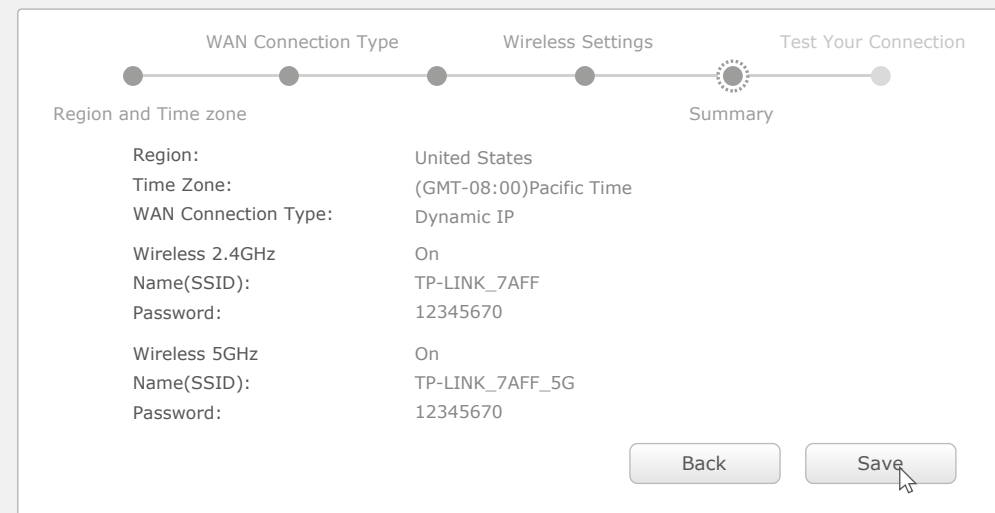 WAN Connection Type Wireless Settings Test Your Connection
Region and Time zone Summary
Region: United States
Time Zone: (GMT-08:00)Pacific Time
WAN Connection Type: Dynamic IP
Wireless 2.4GHz On
Name(SSID): TP-LINK_7AFF
Password: 12345670
Wireless 5GHz On
Name(SSID): TP-LINK_7AFF_5G
Password: 12345670
Back Save